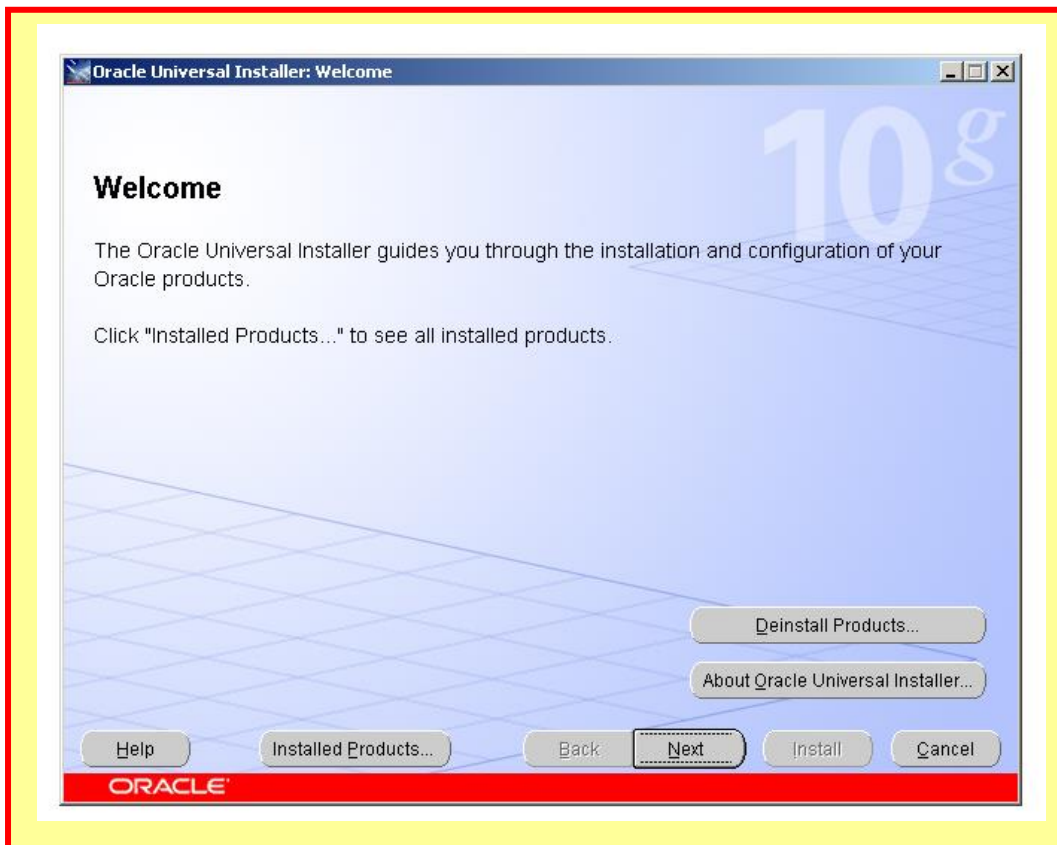 Oracle Universal Installer: Welcome
10g
Welcome
The Oracle Universal Installer guides you through the installation and configuration of your
Oracle products.
Click "Installed Products..." to see all installed products.
Deinstall Products...
About Oracle Universal Installer...
Help Installed Products... Back Next Install Cancel
ORACLE